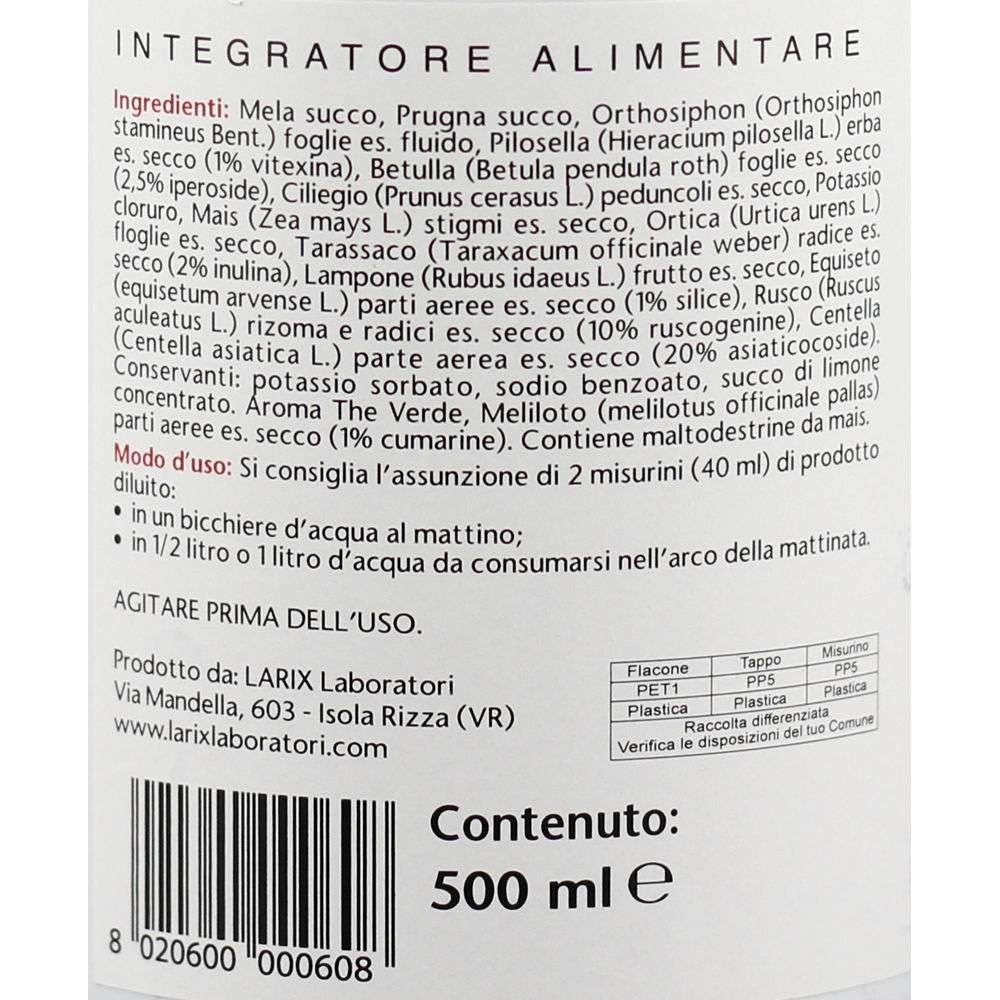 INTEGRATORE ALIMENTARE
Ingredienti: Mela succo, Prugna succo, Orthosiphon (Orthosiphon
stamineus Bent.) foglie es. fluido, Pilosella (Hieracium pilosella L.) erba
es. secco (1% vitexina), Betulla (Betula pendula roth) foglie es. secco
(2,5% iperoside), Ciliegio (Prunus cerasus L.) peduncoli es. secco, Potassio
cloruro, Mais (Zea mays L.) stigmi es. secco, Ortica (Urtica urens L.)
floglie es. secco, Tarassaco (Taraxacum officinale weber) radice es.
secco (2% inulina), Lampone (Rubus idaeus L.) frutto es. secco, Equiseto
(equisetum arvense L.) parti aeree es. secco (1% silice), Rusco (Ruscus
aculeatus L.) rizoma e radici es. secco (10% ruscogenine), Centella
(Centella asiatica L.) parte aerea es. secco (20% asiaticocoside).
Conservanti: potassio sorbato, sodio benzoato, succo di limone
concentrato. Aroma The Verde, Meliloto (melilotus officinale pallas)
parti aeree es. secco (1% cumarine). Contiene maltodestrine da mais.
Modo d'uso: Si consiglia l'assunzione di 2 misurini (40 ml) di prodotto
diluito:
• in un bicchiere d'acqua al mattino;
• in 1/2 litro o 1 litro d'acqua da consumarsi nell'arco della mattinata.
AGITARE PRIMA DELL'USO.
Prodotto da: LARIX Laboratori
Via Mandella, 603 - Isola Rizza (VR)
www.larixlaboratori.com
Flacone Tappo Misurino
PET1 PP5 PP5
Plastica Plastica Plastica
Raccolta differenziata
Verifica le disposizioni del tuo Comune
Contenuto:
500 ml ℮
8 020600 000608